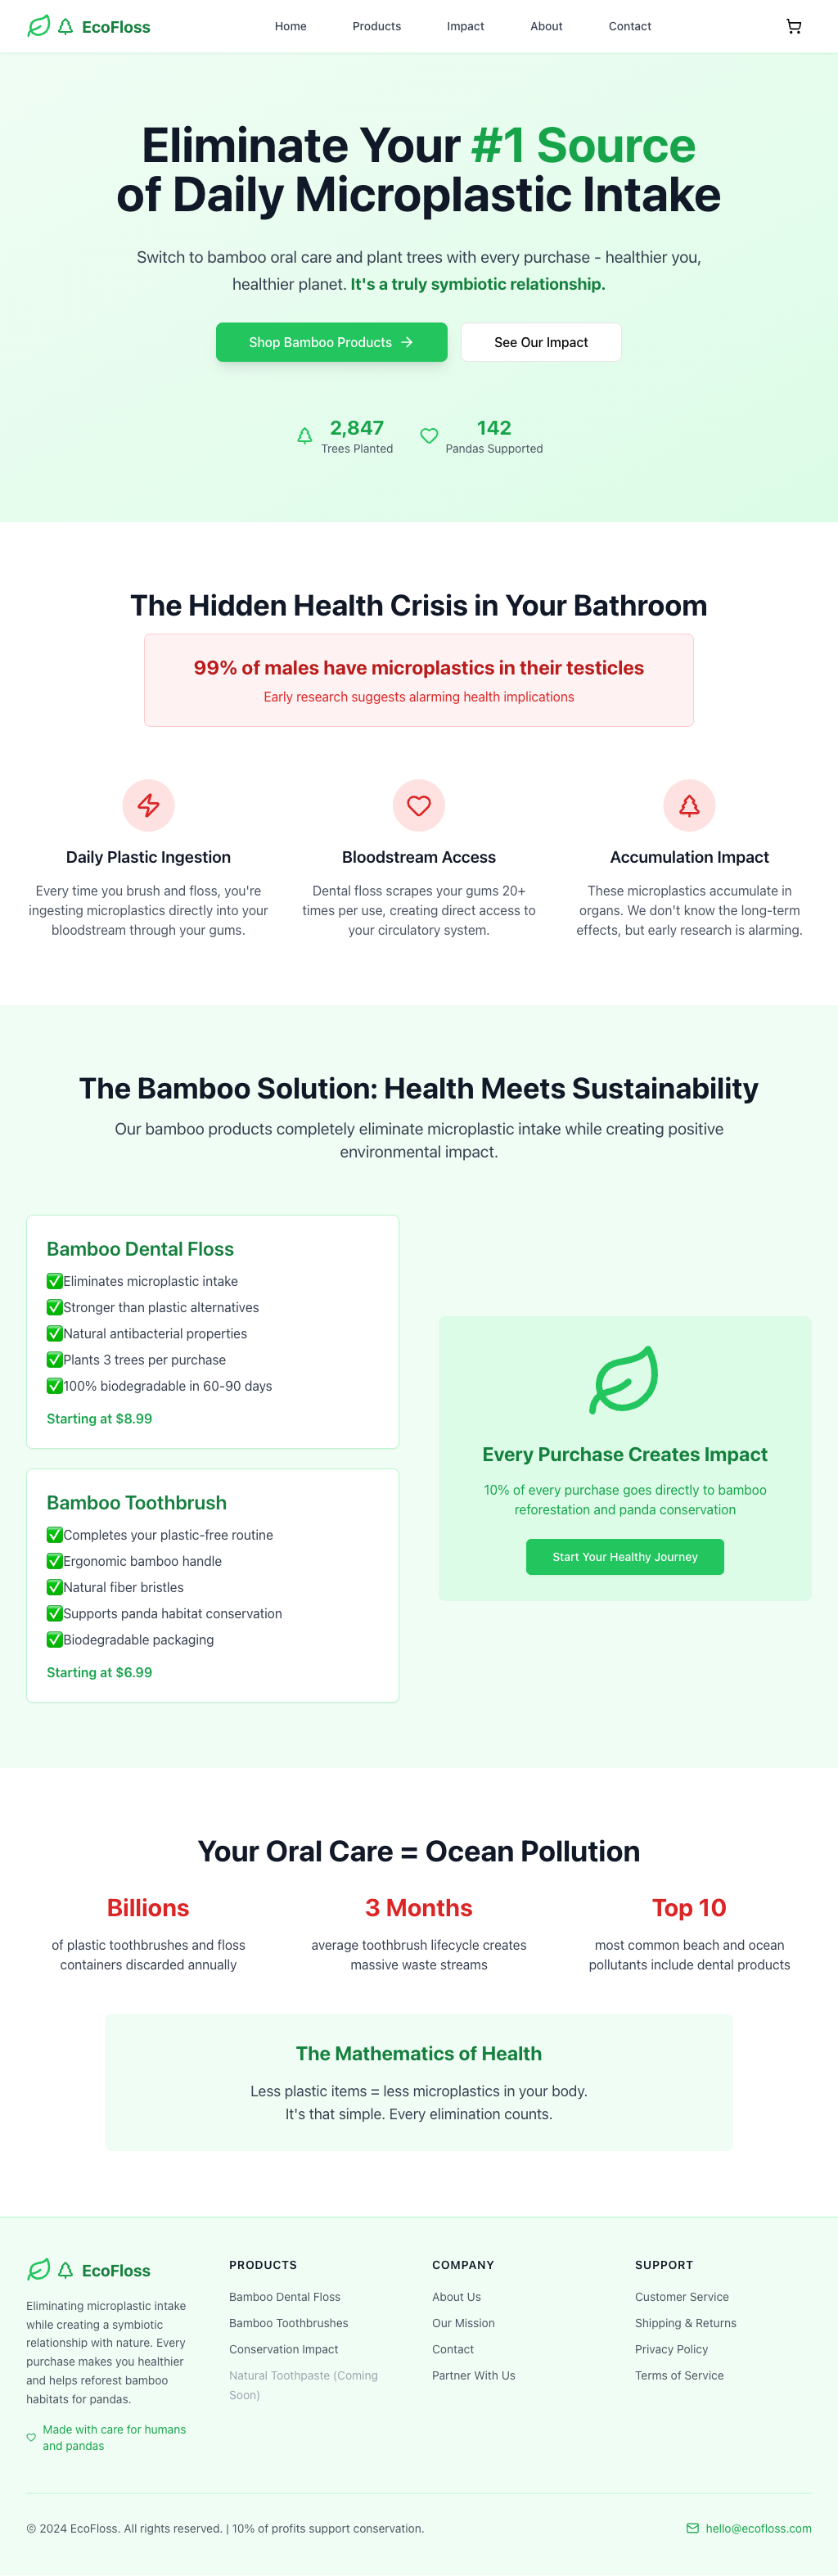 EcoFloss
Home
Products
Impact
About
Contact
Eliminate Your #1 Source
of Daily Microplastic Intake
Switch to bamboo oral care and plant trees with every purchase - healthier you,
healthier planet. It's a truly symbiotic relationship.
Shop Bamboo Products
See Our Impact
2,847
Trees Planted
142
Pandas Supported
The Hidden Health Crisis in Your Bathroom
99% of males have microplastics in their testicles
Early research suggests alarming health implications
Daily Plastic Ingestion
Every time you brush and floss, you're
ingesting microplastics directly into your
bloodstream through your gums.
Bloodstream Access
Dental floss scrapes your gums 20+
times per use, creating direct access to
your circulatory system.
Accumulation Impact
These microplastics accumulate in
organs. We don't know the long-term
effects, but early research is alarming.
The Bamboo Solution: Health Meets Sustainability
Our bamboo products completely eliminate microplastic intake while creating positive
environmental impact.
Bamboo Dental Floss
✅Eliminates microplastic intake
✅Stronger than plastic alternatives
✅Natural antibacterial properties
✅Plants 3 trees per purchase
✅100% biodegradable in 60-90 days
Starting at $8.99
Bamboo Toothbrush
✅Completes your plastic-free routine
✅Ergonomic bamboo handle
✅Natural fiber bristles
✅Supports panda habitat conservation
✅Biodegradable packaging
Starting at $6.99
Every Purchase Creates Impact
10% of every purchase goes directly to bamboo
reforestation and panda conservation
Start Your Healthy Journey
Your Oral Care = Ocean Pollution
Billions
of plastic toothbrushes and floss
containers discarded annually
3 Months
average toothbrush lifecycle creates
massive waste streams
Top 10
most common beach and ocean
pollutants include dental products
The Mathematics of Health
Less plastic items = less microplastics in your body.
It's that simple. Every elimination counts.
EcoFloss
Eliminating microplastic intake
while creating a symbiotic
relationship with nature. Every
purchase makes you healthier
and helps reforest bamboo
habitats for pandas.
Made with care for humans
and pandas
PRODUCTS
Bamboo Dental Floss
Bamboo Toothbrushes
Conservation Impact
Natural Toothpaste (Coming
Soon)
COMPANY
About Us
Our Mission
Contact
Partner With Us
SUPPORT
Customer Service
Shipping & Returns
Privacy Policy
Terms of Service
© 2024 EcoFloss. All rights reserved. | 10% of profits support conservation.
hello@ecofloss.com